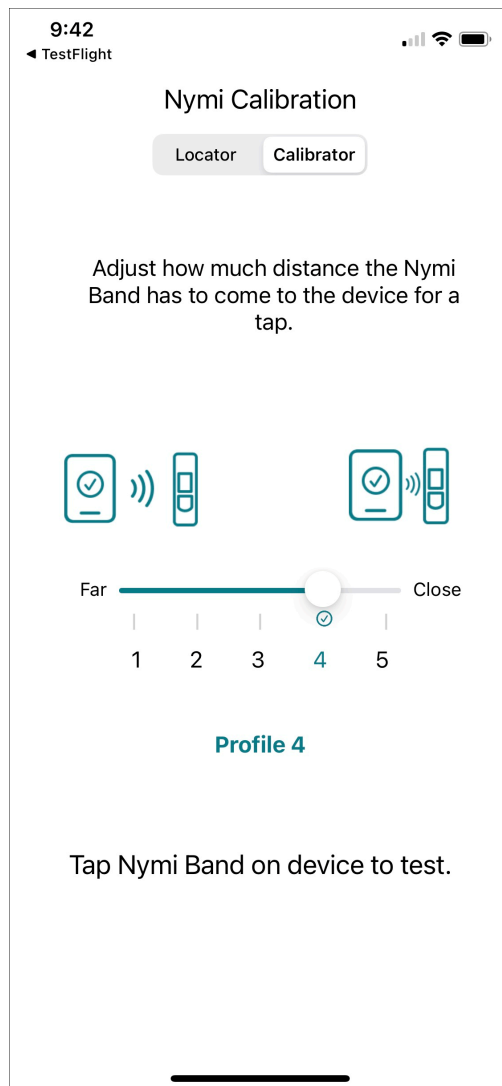 9:42
◀ TestFlight
Nymi Calibration
Locator Calibrator
Adjust how much distance the Nymi
Band has to come to the device for a
tap.
Far Close
1 2 3 4 5
Profile 4
Tap Nymi Band on device to test.